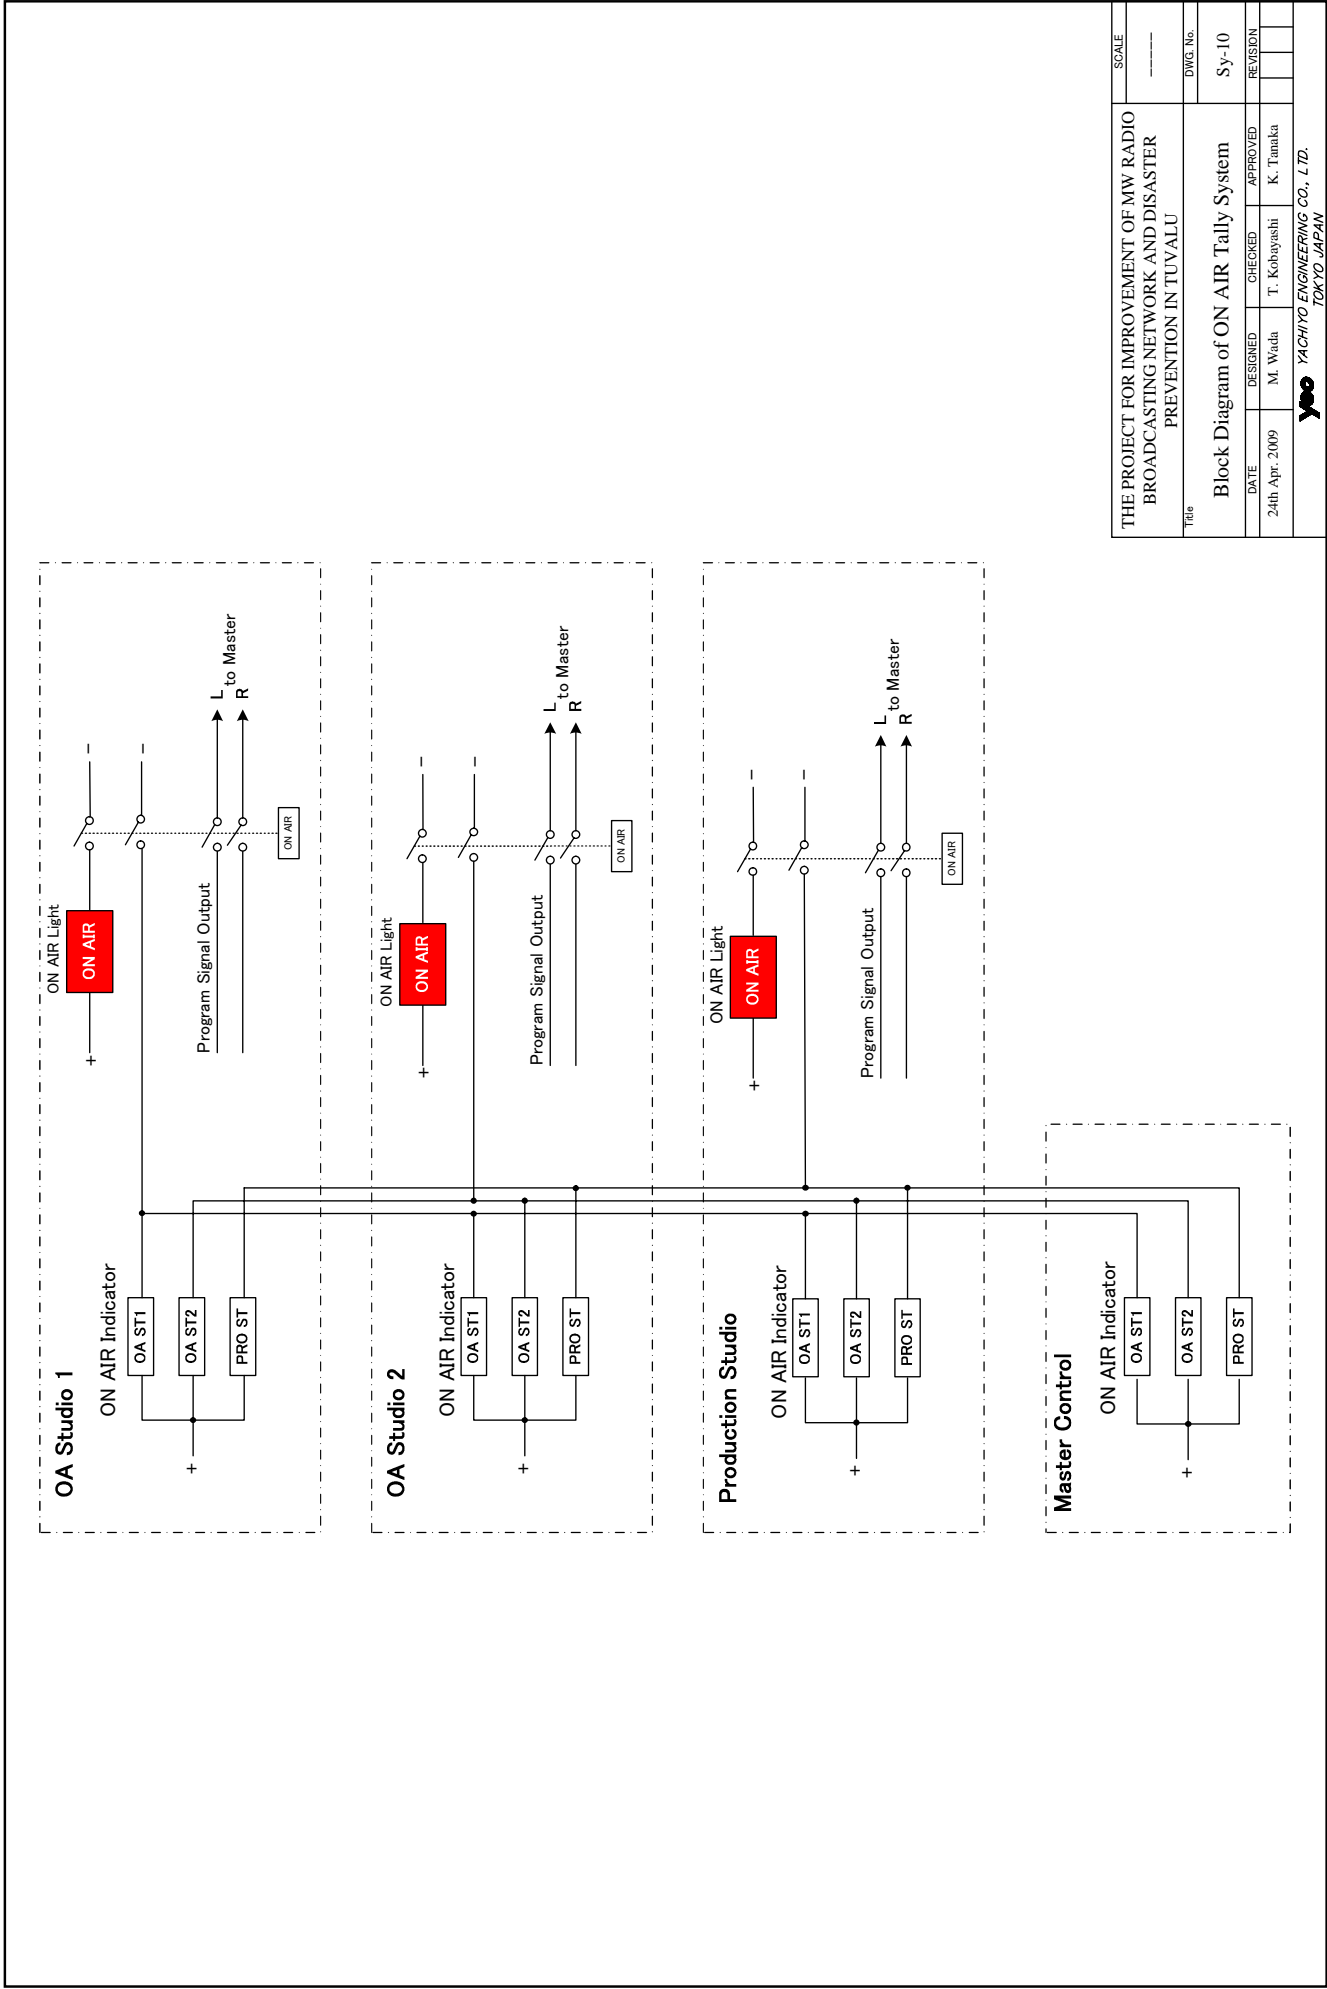 OA Studio 1
ON AIR Indicator
OA ST1
OA ST2
PRO ST
+
ON AIR Light
ON AIR
+
−
−
Program Signal Output
L
to Master
R
ON AIR
OA Studio 2
ON AIR Indicator
OA ST1
OA ST2
PRO ST
+
ON AIR Light
ON AIR
+
−
−
Program Signal Output
L
to Master
R
ON AIR
Production Studio
ON AIR Indicator
OA ST1
OA ST2
PRO ST
+
ON AIR Light
ON AIR
+
−
−
Program Signal Output
L
to Master
R
ON AIR
Master Control
ON AIR Indicator
OA ST1
OA ST2
PRO ST
+
THE PROJECT FOR IMPROVEMENT OF MW RADIO
BROADCASTING NETWORK AND DISASTER
PREVENTION IN TUVALU
SCALE
-----
Title
Block Diagram of ON AIR Tally System
DWG. No.
Sy-10
DATE DESIGNED CHECKED APPROVED REVISION
24th Apr. 2009 M. Wada T. Kobayashi K. Tanaka
yeo YACHIYO ENGINEERING CO., LTD.
TOKYO JAPAN